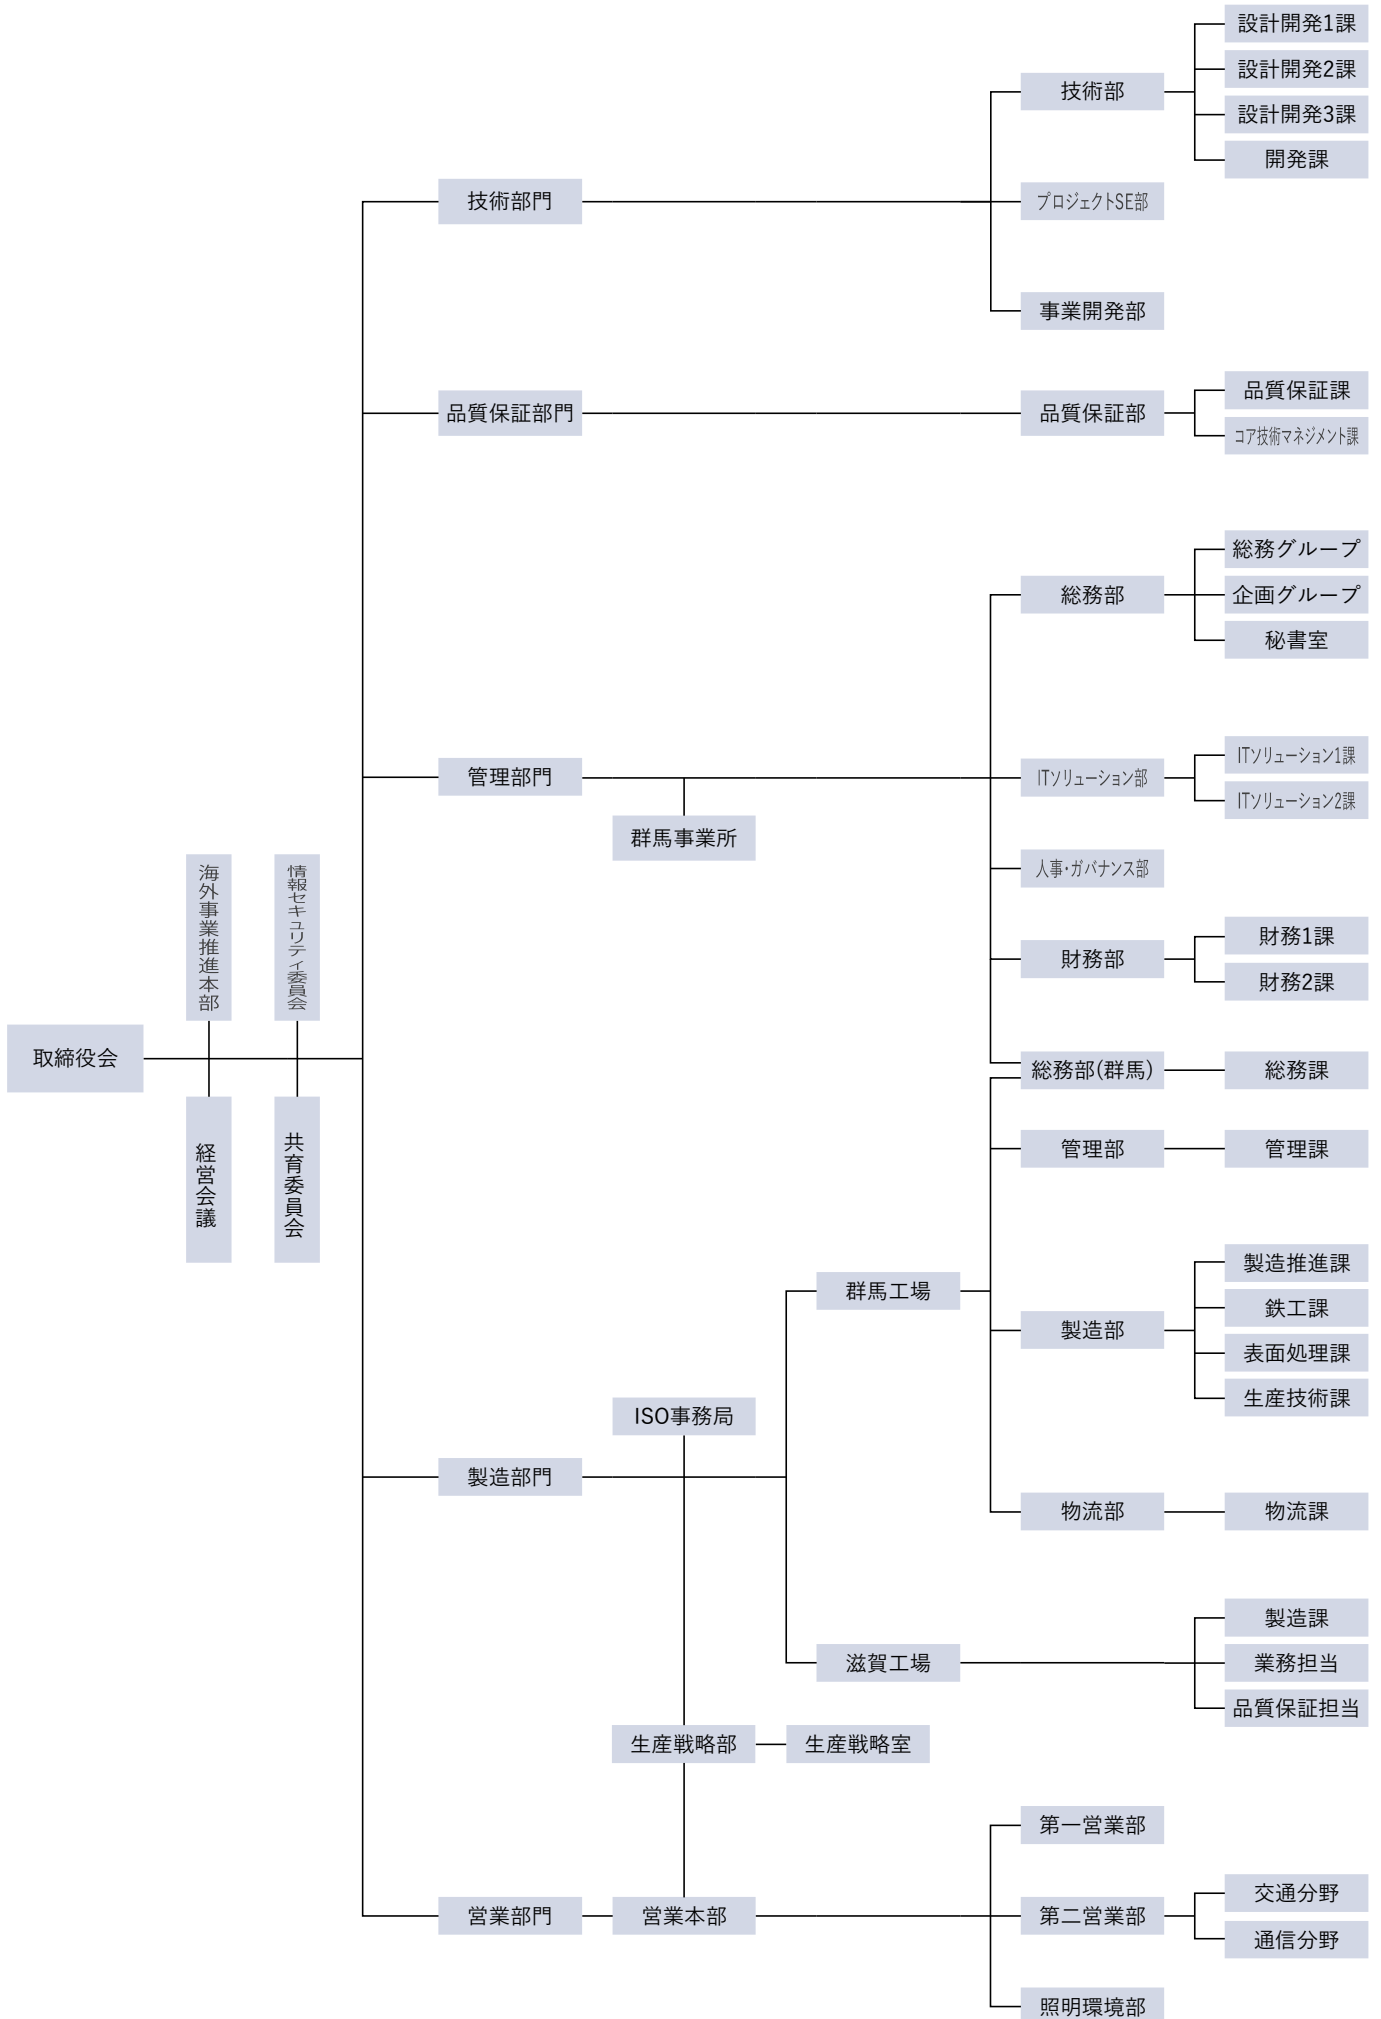 設計開発1課
設計開発2課
技術部
設計開発3課
開発課
技術部門
プロジェクトSE部
事業開発部
品質保証課
品質保証部門
品質保証部
コア技術マネジメント課
総務グループ
総務部
企画グループ
秘書室
ITソリューション1課
管理部門
ITソリューション部
ITソリューション2課
群馬事業所
人事・ガバナンス部
海外事業推進本部
情報セキュリティ委員会
財務1課
財務部
財務2課
取締役会
総務部(群馬)
総務課
経営会議
共育委員会
管理部
管理課
製造推進課
群馬工場
鉄工課
製造部
表面処理課
生産技術課
ISO事務局
製造部門
物流部
物流課
製造課
滋賀工場
業務担当
品質保証担当
生産戦略部
生産戦略室
第一営業部
交通分野
営業部門
営業本部
第二営業部
通信分野
照明環境部